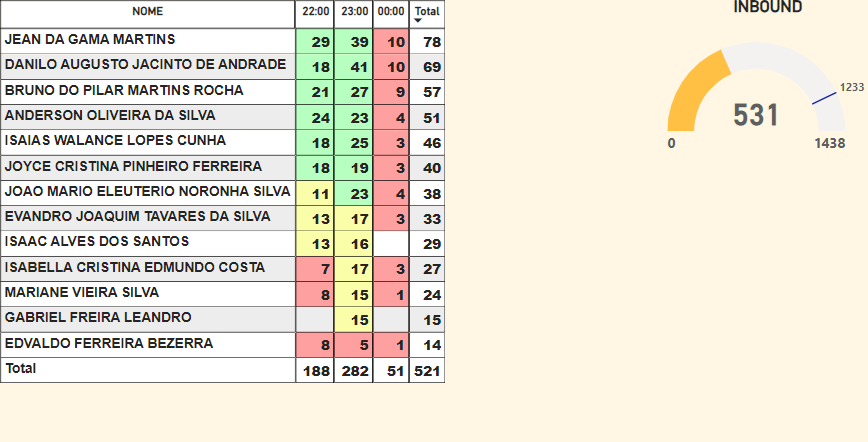 NOME 22:00 23:00 00:00 Total
JEAN DA GAMA MARTINS 29 39 10 78
DANILO AUGUSTO JACINTO DE ANDRADE 18 41 10 69
BRUNO DO PILAR MARTINS ROCHA 21 27 9 57
ANDERSON OLIVEIRA DA SILVA 24 23 4 51
ISAIAS WALANCE LOPES CUNHA 18 25 3 46
JOYCE CRISTINA PINHEIRO FERREIRA 18 19 3 40
JOAO MARIO ELEUTERIO NORONHA SILVA 11 23 4 38
EVANDRO JOAQUIM TAVARES DA SILVA 13 17 3 33
ISAAC ALVES DOS SANTOS 13 16 29
ISABELLA CRISTINA EDMUNDO COSTA 7 17 3 27
MARIANE VIEIRA SILVA 8 15 1 24
GABRIEL FREIRA LEANDRO 15 15
EDVALDO FERREIRA BEZERRA 8 5 1 14
Total 188 282 51 521
INBOUND
1233
531
0 1438